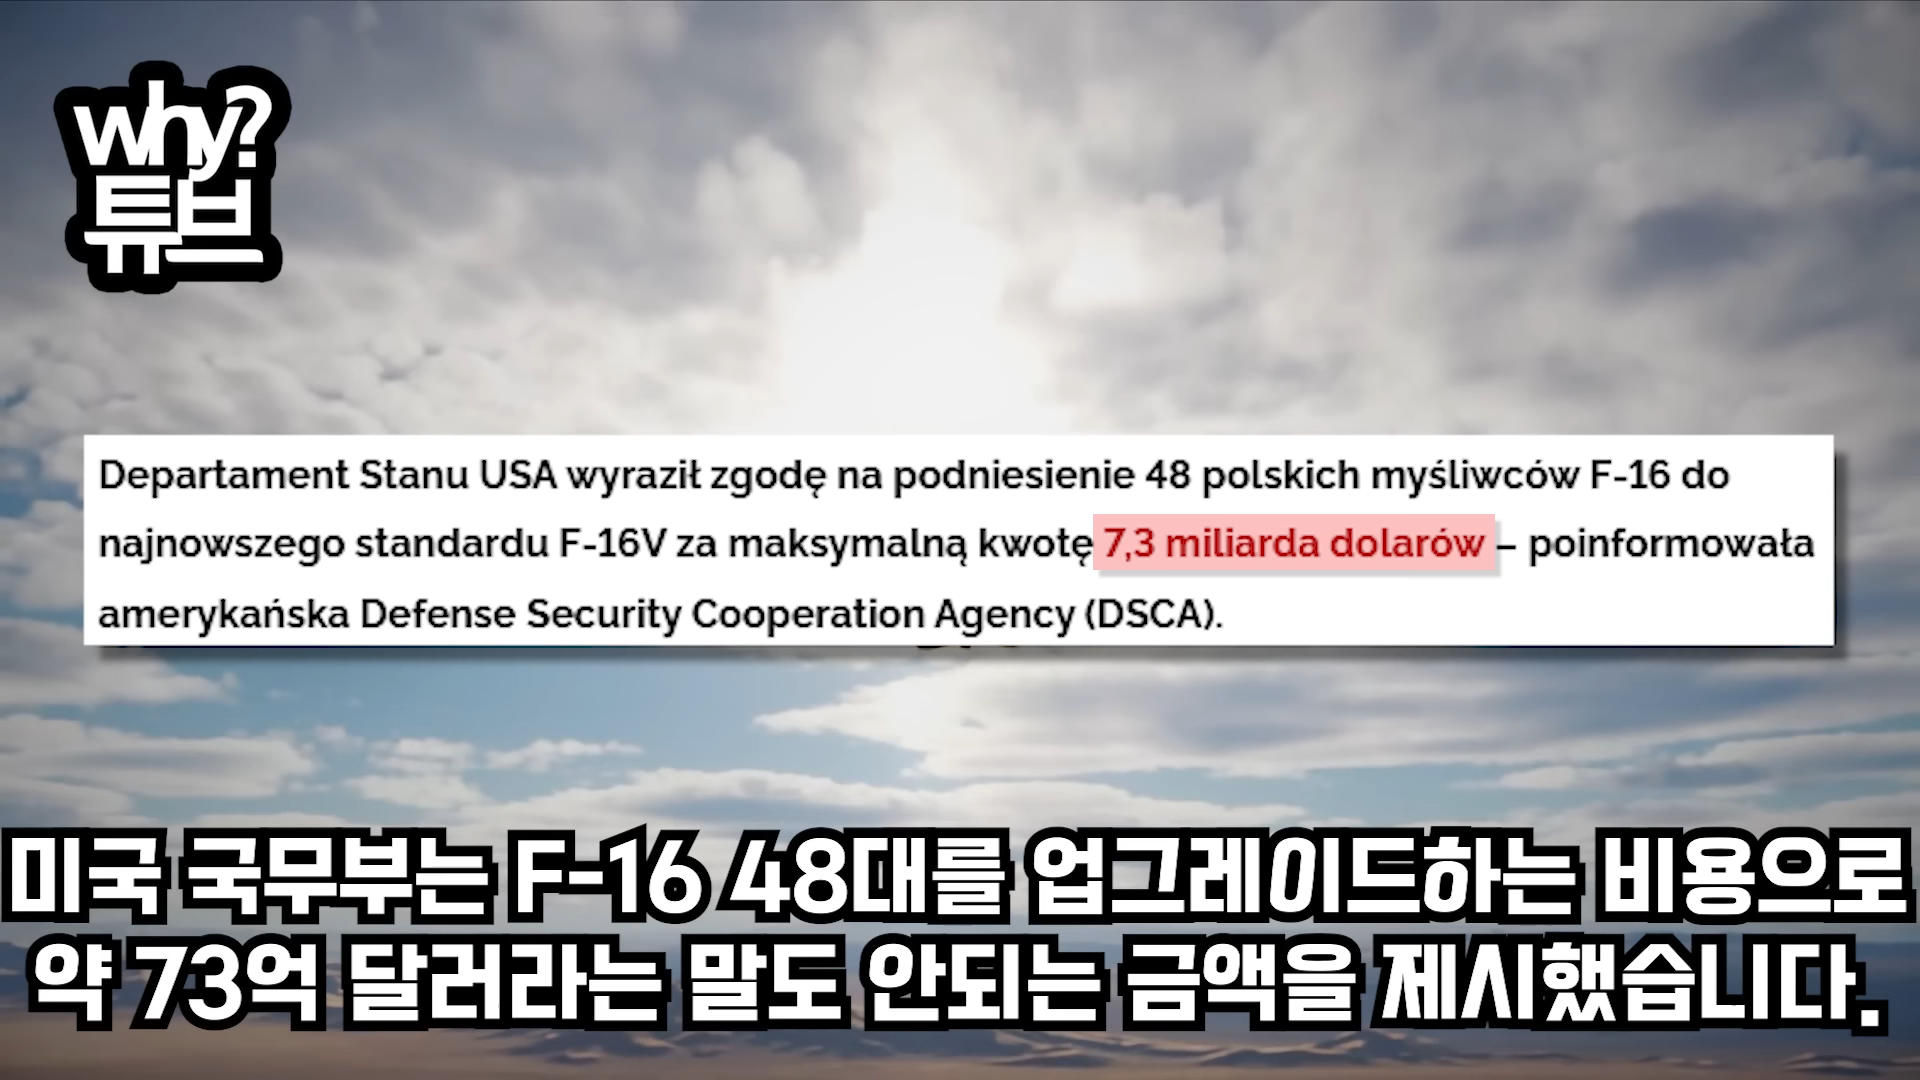 why?
튜브
Departament Stanu USA wyraził zgodę na podniesienie 48 polskich myśliwców F-16 do
najnowszego standardu F-16V za maksymalną kwotę 7,3 miliarda dolarów – poinformowała
amerykańska Defense Security Cooperation Agency (DSCA).
미국 국무부는 F-16 48대를 업그레이드하는 비용으로
약 73억 달러라는 말도 안되는 금액을 제시했습니다.